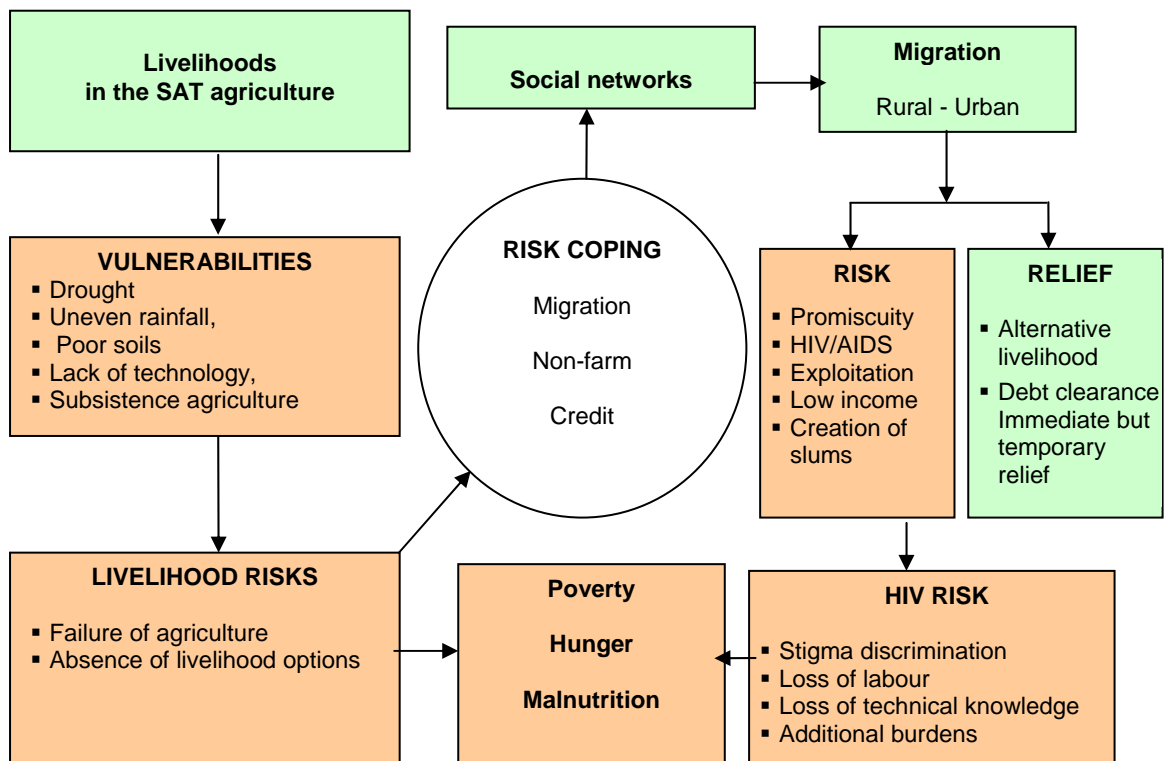 Livelihoods
in the SAT agriculture
Social networks
Migration
Rural - Urban
VULNERABILITIES
▪ Drought
▪ Uneven rainfall,
▪ Poor soils
▪ Lack of technology,
▪ Subsistence agriculture
RISK COPING
Migration
Non-farm
Credit
RISK
▪ Promiscuity
▪ HIV/AIDS
▪ Exploitation
▪ Low income
▪ Creation of
slums
RELIEF
▪ Alternative
livelihood
▪ Debt clearance
Immediate but
temporary
relief
LIVELIHOOD RISKS
▪ Failure of agriculture
▪ Absence of livelihood options
Poverty
Hunger
Malnutrition
HIV RISK
▪ Stigma discrimination
▪ Loss of labour
▪ Loss of technical knowledge
▪ Additional burdens